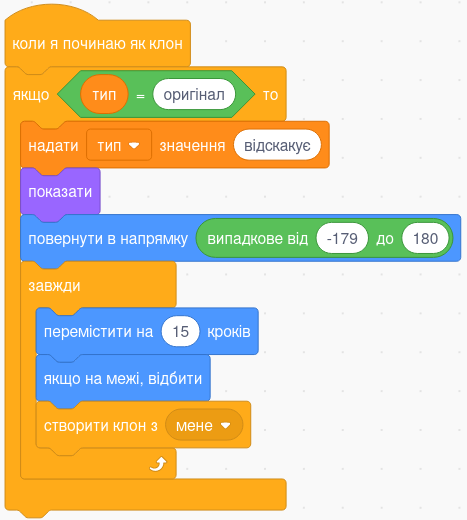 коли я починаю як клон
якщо тип = оригінал то
надати тип значення відскакує
показати
повернути в напрямку випадкове від -179 до 180
завжди
перемістити на 15 кроків
якщо на межі, відбити
створити клон з мене